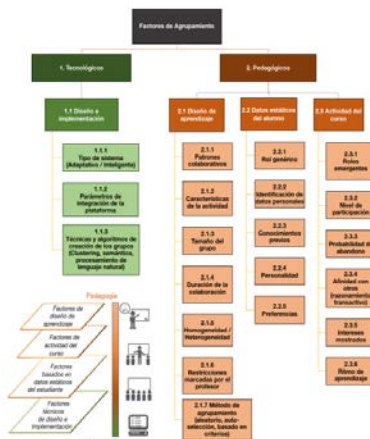 Factores de Agrupamiento
1. Tecnológicos
2. Pedagógicos
1.1 Diseño e
implementación
2.1 Diseño de
aprendizaje
2.2 Datos estáticos
del alumno
2.3 Actividad del
curso
1.1.1
Tipo de sistema
(Adaptativo / Inteligente)
1.1.2
Parámetros de
integración de la
plataforma
1.1.3
Técnicas y algoritmos de
creación de los grupos
(Clustering, semántica,
procesamiento de
lenguaje natural)
2.1.1
Patrones
colaborativos
2.1.2
Características
de la actividad
2.1.3
Tamaño del
grupo
2.1.4
Duración de la
colaboración
2.1.5
Homogeneidad /
Heterogeneidad
2.1.6
Restricciones
marcadas por el
profesor
2.1.7 Método de
agrupamiento
(aleatorio, auto-
selección, basado en
criterios)
2.2.1
Rol genérico
2.2.2
Identificación de
datos personales
2.2.3
Conocimientos
previos
2.2.4
Personalidad
2.2.5
Preferencias
2.3.1
Roles
emergentes
2.3.2
Nivel de
participación
2.3.3
Probabilidad de
abandono
2.3.4
Afinidad con
otros
(razonamiento
transactivo)
2.3.5
Intereses
mostrados
2.3.6
Ritmo de
aprendizaje
Pedagogía
Factores de
diseño de
aprendizaje
Factores de
actividad del
curso
Factores
basados en
datos estáticos
del estudiante
Factores
técnicos
de diseño e
implementación